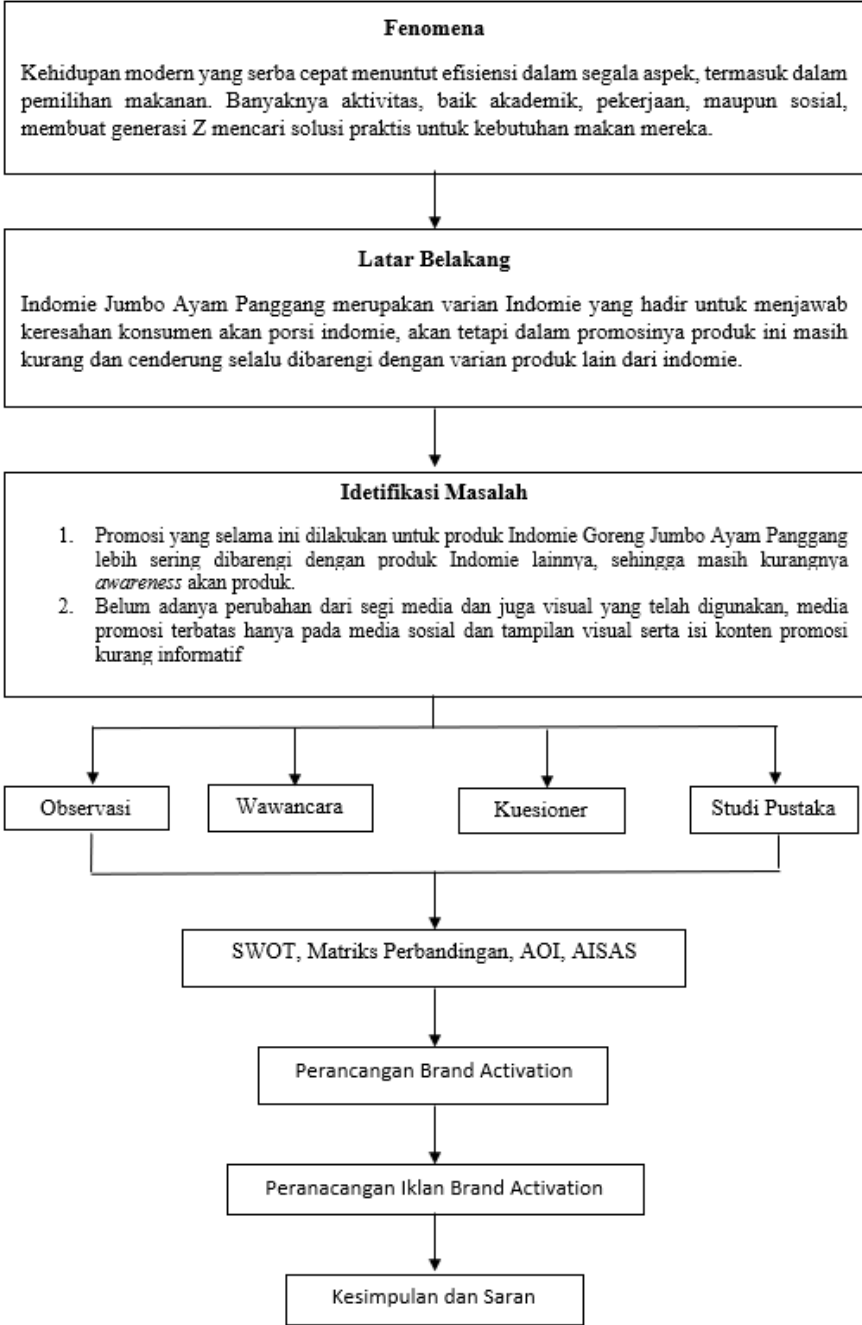 Fenomena
Kehidupan modern yang serba cepat menuntut efisiensi dalam segala aspek, termasuk dalam
pemilihan makanan. Banyaknya aktivitas, baik akademik, pekerjaan, maupun sosial,
membuat generasi Z mencari solusi praktis untuk kebutuhan makan mereka.
Latar Belakang
Indomie Jumbo Ayam Panggang merupakan varian Indomie yang hadir untuk menjawab
keresahan konsumen akan porsi indomie, akan tetapi dalam promosinya produk ini masih
kurang dan cenderung selalu dibarengi dengan varian produk lain dari indomie.
Idetifikasi Masalah
1. Promosi yang selama ini dilakukan untuk produk Indomie Goreng Jumbo Ayam Panggang
lebih sering dibarengi dengan produk Indomie lainnya, sehingga masih kurangnya
awareness akan produk.
2. Belum adanya perubahan dari segi media dan juga visual yang telah digunakan, media
promosi terbatas hanya pada media sosial dan tampilan visual serta isi konten promosi
kurang informatif
Observasi
Wawancara
Kuesioner
Studi Pustaka
SWOT, Matriks Perbandingan, AOI, AISAS
Perancangan Brand Activation
Peranacangan Iklan Brand Activation
Kesimpulan dan Saran